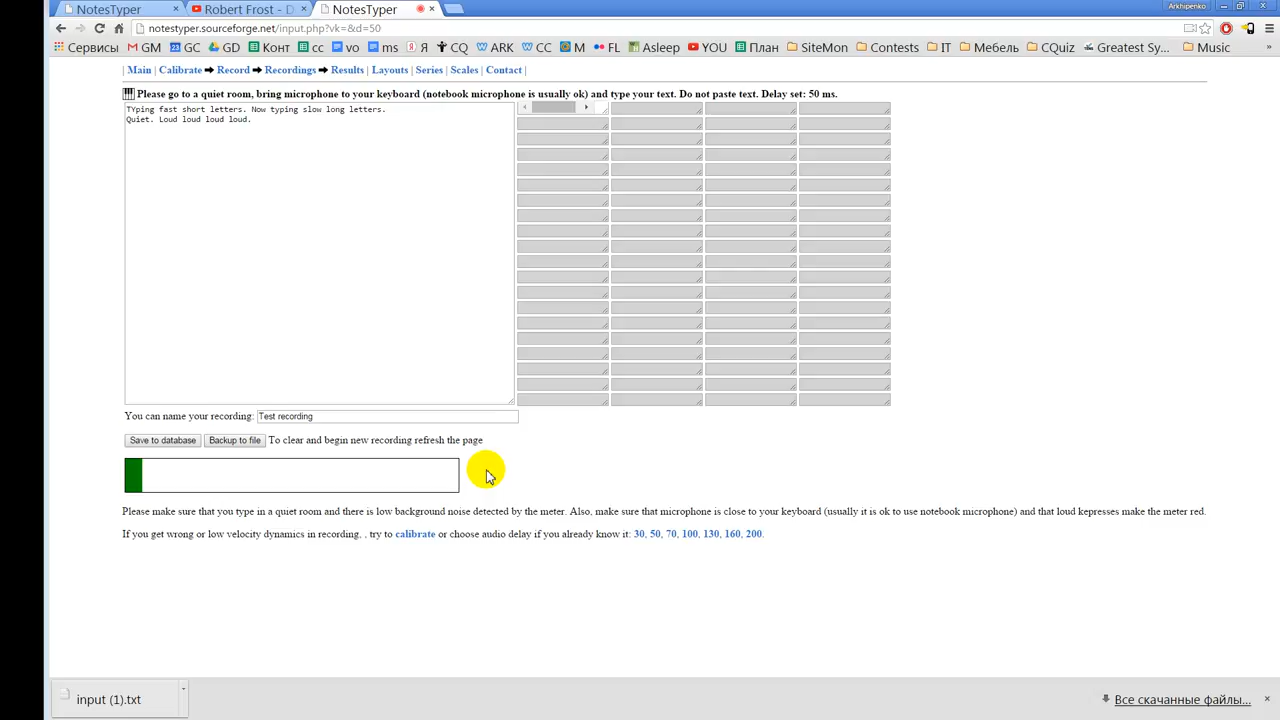 Arkhipenko
NotesTyper
Robert Frost - D
NotesTyper
notestyper.sourceforge.net/input.php?vk=&d=50
Сервисы GM GC GD Конт cc vo ms Я CQ ARK CC M FL Asleep YOU План SiteMon Contests IT Мебель CQuiz Greatest Sy... Music »
| Main | Calibrate Record Recordings Results | Layouts | Series | Scales | Contact |
Please go to a quiet room, bring microphone to your keyboard (notebook microphone is usually ok) and type your text. Do not paste text. Delay set: 50 ms.
TYping fast short letters. Now typing slow long letters.
Quiet. Loud loud loud loud.
You can name your recording: Test recording
Save to database Backup to file To clear and begin new recording refresh the page
Please make sure that you type in a quiet room and there is low background noise detected by the meter. Also, make sure that microphone is close to your keyboard (usually it is ok to use notebook microphone) and that loud kepresses make the meter red.
If you get wrong or low velocity dynamics in recording, , try to calibrate or choose audio delay if you already know it: 30, 50, 70, 100, 130, 160, 200.
input (1).txt
Все скачанные файлы...